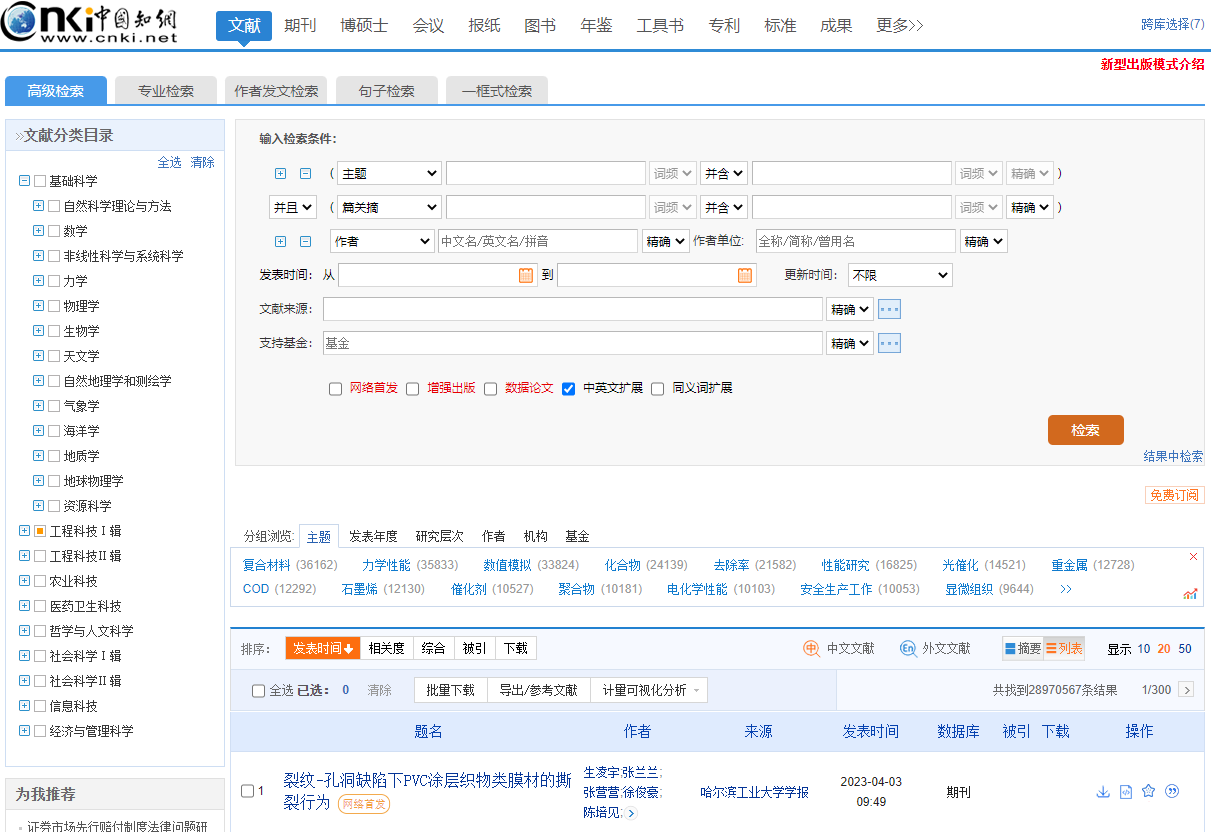 cnki 中国知網
www.cnki.net
文献 期刊 博硕士 会议 报纸 图书 年鉴 工具书 专利 标准 成果 更多>>
跨库选择(7)
新型出版模式介绍
高级检索 专业检索 作者发文检索 句子检索 一框式检索
文献分类目录
全选 清除
基础科学
自然科学理论与方法
数学
非线性科学与系统科学
力学
物理学
生物学
天文学
自然地理学和测绘学
气象学
海洋学
地质学
地球物理学
资源科学
工程科技Ⅰ辑
工程科技II辑
农业科技
医药卫生科技
哲学与人文科学
社会科学Ⅰ辑
社会科学II辑
信息科技
经济与管理科学
为我推荐
证券市场先行赔付制度法律问题研
输入检索条件:
( 主题 词频 并含 词频 精确 )
并且 ( 篇关摘 词频 并含 词频 精确 )
作者 中文名/英文名/拼音 精确 作者单位: 全称/简称/曾用名 精确
发表时间: 从 到 更新时间: 不限
文献来源: 精确 ...
支持基金: 基金 精确 ...
网络首发 增强出版 数据论文 中英文扩展 同义词扩展
检索
结果中检索
免费订阅
分组浏览: 主题 发表年度 研究层次 作者 机构 基金
复合材料 (36162) 力学性能 (35833) 数值模拟 (33824) 化合物 (24139) 去除率 (21582) 性能研究 (16825) 光催化 (14521) 重金属 (12728)
COD (12292) 石墨烯 (12130) 催化剂 (10527) 聚合物 (10181) 电化学性能 (10103) 安全生产工作 (10053) 显微组织 (9644) >>
排序: 发表时间↓ 相关度 综合 被引 下载 中文文献 En 外文文献 摘要 列表 显示 10 20 50
全选 已选: 0 清除 批量下载 导出/参考文献 计量可视化分析 共找到28970567条结果 1/300 >
题名 作者 来源 发表时间 数据库 被引 下载 操作
1 裂纹-孔洞缺陷下PVC涂层织物类膜材的撕
裂行为 网络首发
生凌宇;张兰兰;
张营营;徐俊豪;
陈培见;
哈尔滨工业大学学报
2023-04-03
09:49
期刊